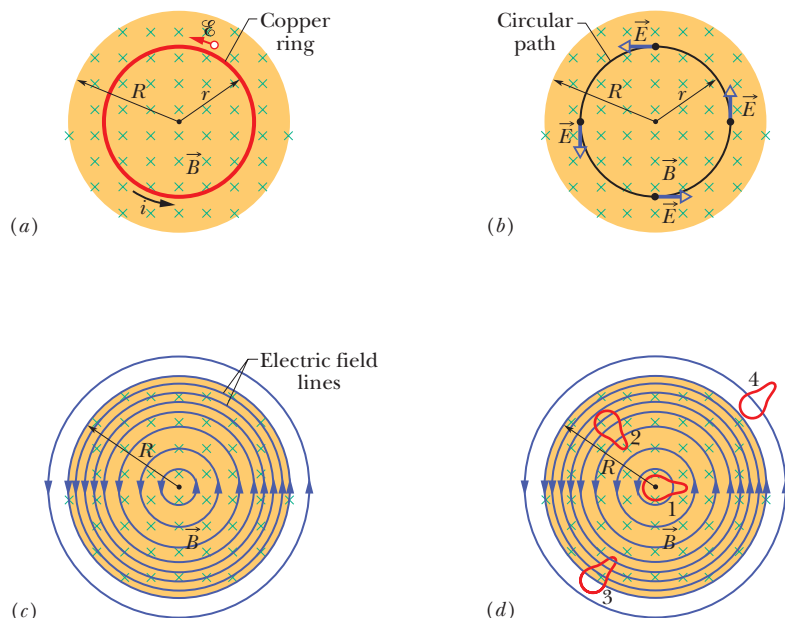 ℰ
Copper
ring
R
r
B
i
(a)
Circular
path
E
R
r
E
E
B
E
(b)
Electric field
lines
R
B
(c)
4
2
R
1
B
3
(d)